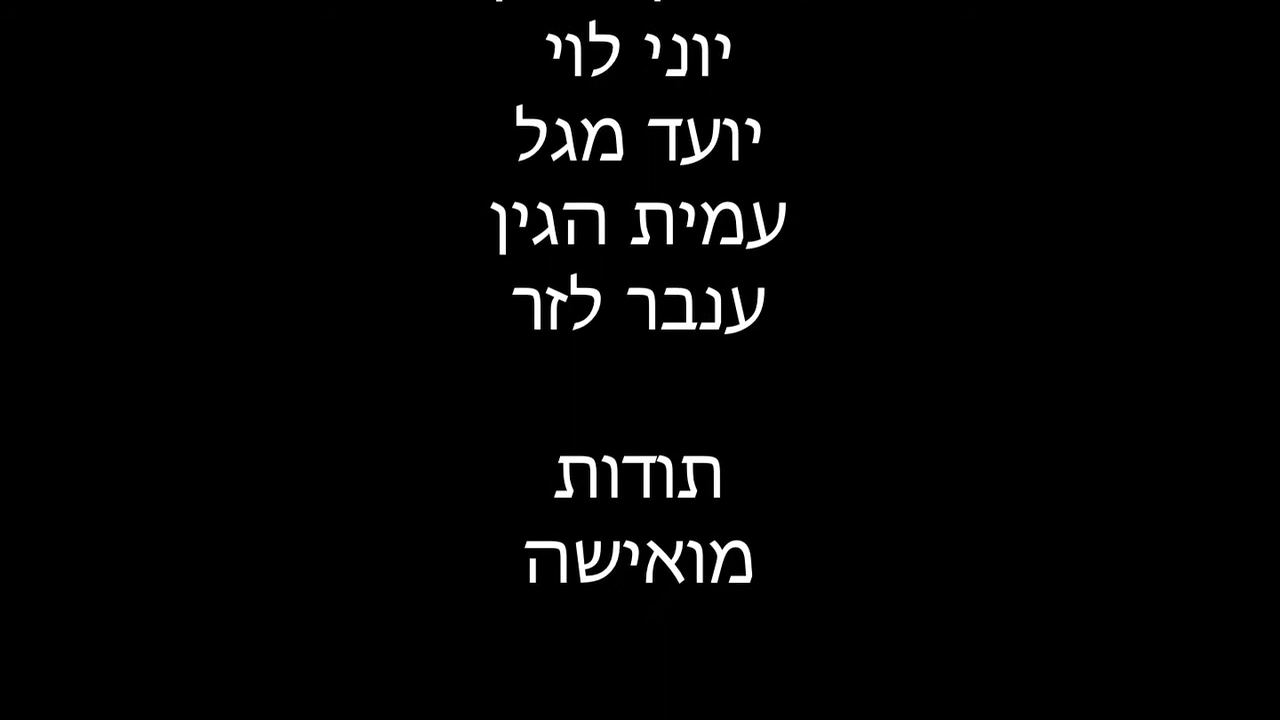 יוני לוי
יועד מגל
עמית הגין
ענבר לזר
תודות
מואישה